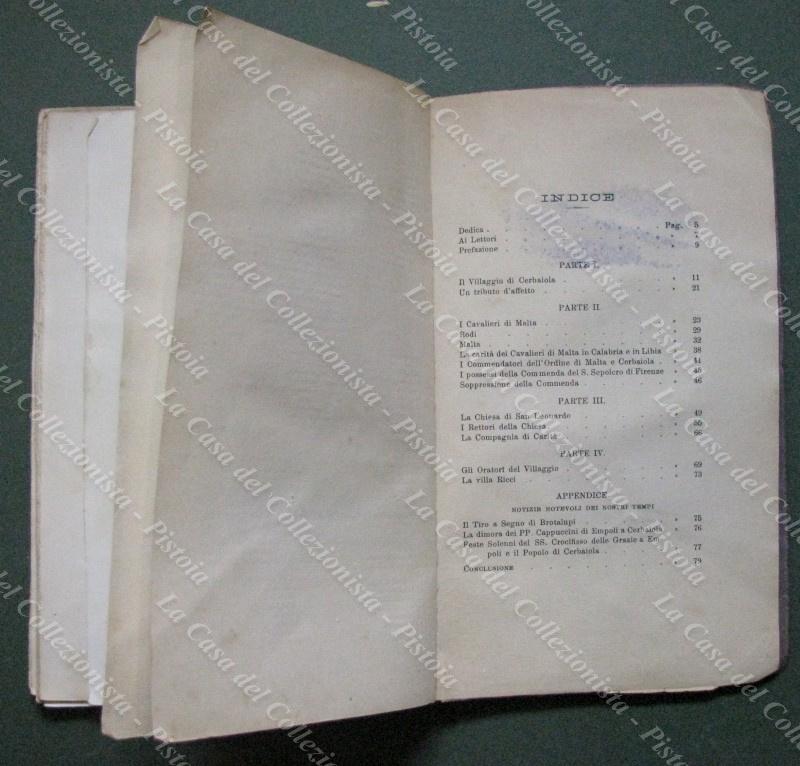 INDICE
Dedica . . . . . . . . Pag. 5
Ai Lettori . . . . . . . . » 7
Prefazione . . . . . . . . » 9
PARTE I.
Il Villaggio di Cerbaiola . . . . . » 11
Un tributo d'affetto . . . . . . » 21
PARTE II.
I Cavalieri di Malta . . . . . . » 23
Rodi . . . . . . . . » 29
Malta . . . . . . . . » 32
La carità dei Cavalieri di Malta in Calabria e in Libia » 38
I Commendatori dell'Ordine di Malta e Cerbaiola . » 44
I possessi della Commenda del S. Sepolcro di Firenze » 45
Soppressione della Commenda . . . . » 46
PARTE III.
La Chiesa di San Leonardo . . . . » 49
I Rettori della Chiesa . . . . . » 55
La Compagnia di Carità . . . . . » 66
PARTE IV.
Gli Oratori del Villaggio . . . . . » 69
La villa Ricci . . . . . . . » 73
APPENDICE
NOTIZIE NOTEVOLI DEI NOSTRI TEMPI
Il Tiro a Segno di Brotalupi . . . . » 75
La dimora dei PP. Cappuccini di Empoli a Cerbaiola » 76
Feste Solenni del SS. Crocifisso delle Grazie a Em-
poli e il Popolo di Cerbaiola . . . . » 77
CONCLUSIONE . . . . . . . » 79
La Casa del Collezionista - Pistoia